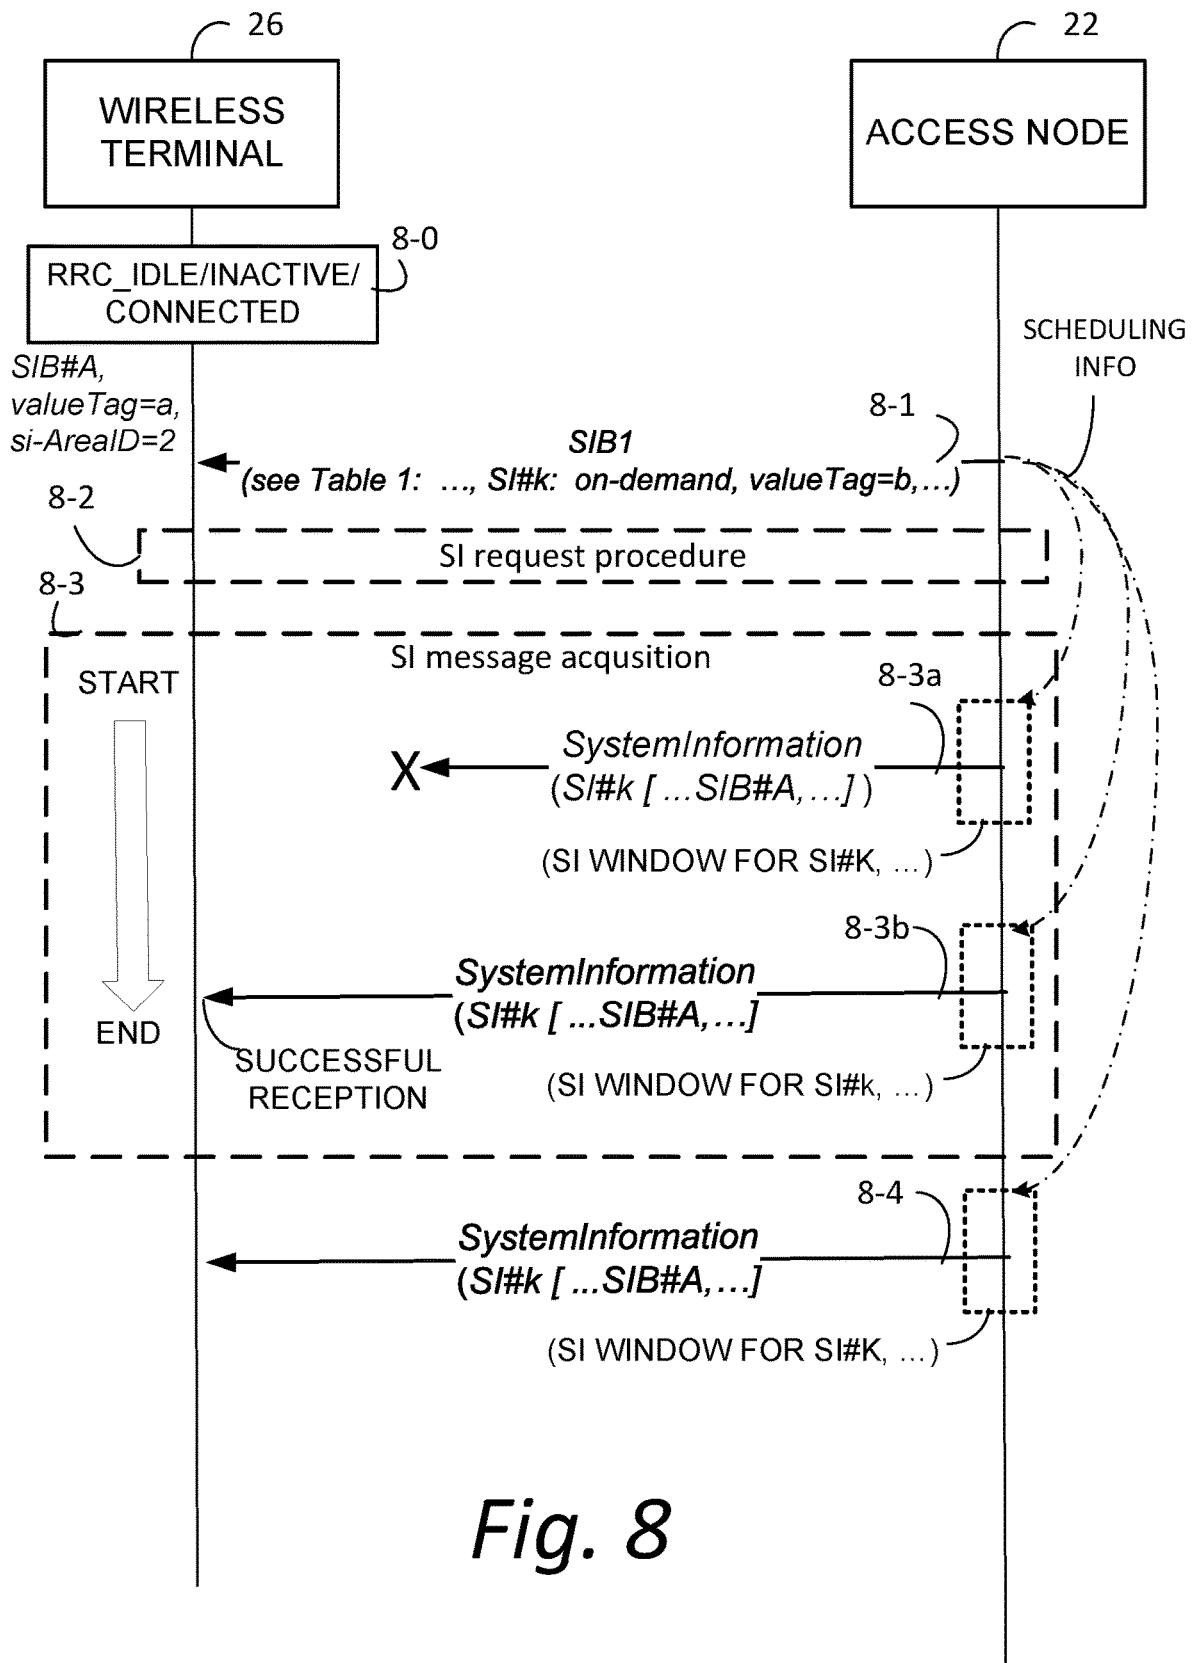 26
22
WIRELESS
TERMINAL
ACCESS NODE
8-0
RRC_IDLE/INACTIVE/
CONNECTED
SCHEDULING
INFO
SIB#A,
valueTag=a,
si-AreaID=2
8-1
SIB1
(see Table 1: ..., SI#k: on-demand, valueTag=b,...)
8-2
SI request procedure
8-3
SI message acqusition
START
8-3a
SystemInformation
(SI#k [ ...SIB#A,...] )
X
(SI WINDOW FOR SI#K, ...)
8-3b
SystemInformation
(SI#k [ ...SIB#A,...]
END
SUCCESSFUL
RECEPTION
(SI WINDOW FOR SI#k, ...)
8-4
SystemInformation
(SI#k [ ...SIB#A,...]
(SI WINDOW FOR SI#K, ...)
Fig. 8